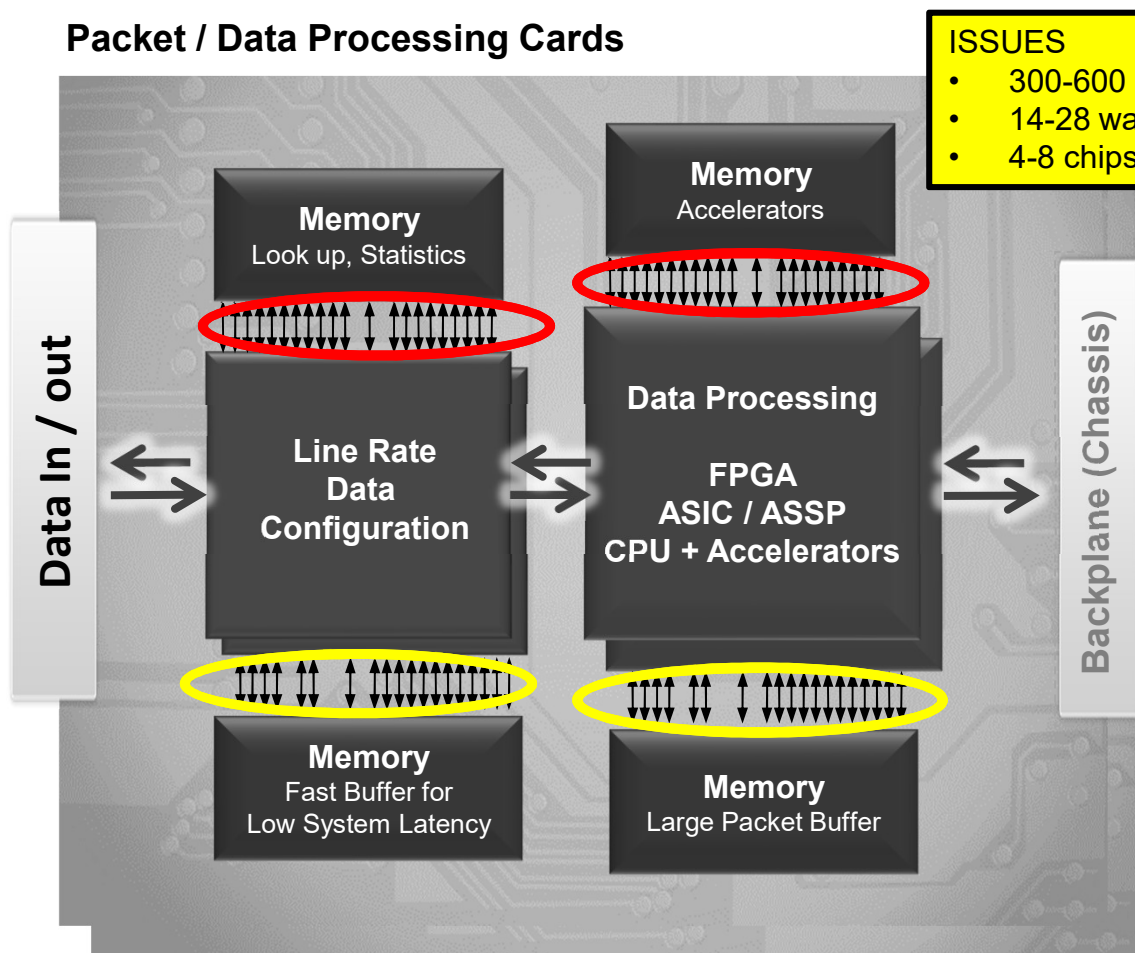 Packet / Data Processing Cards
ISSUES
• 300-600
• 14-28
• 4-8 chips
Memory
Look up, Statistics
Memory
Accelerators
Data In / out
Line Rate
Data
Configuration
Data Processing
FPGA
ASIC / ASSP
CPU + Accelerators
Backplane (Chassis)
Memory
Fast Buffer for
Low System Latency
Memory
Large Packet Buffer